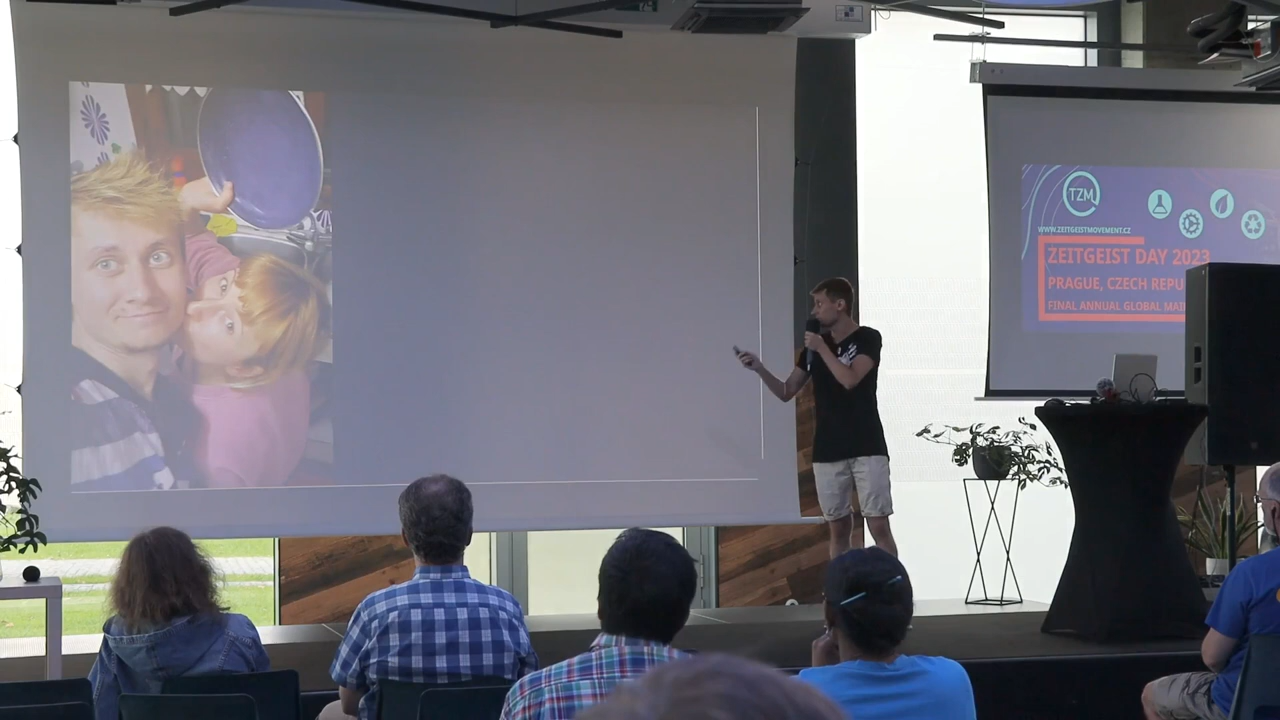 TZM
WWW.ZEITGEISTMOVEMENT.CZ
ZEITGEIST DAY 2023
PRAGUE, CZECH REPU
FINAL ANNUAL GLOBAL MAI